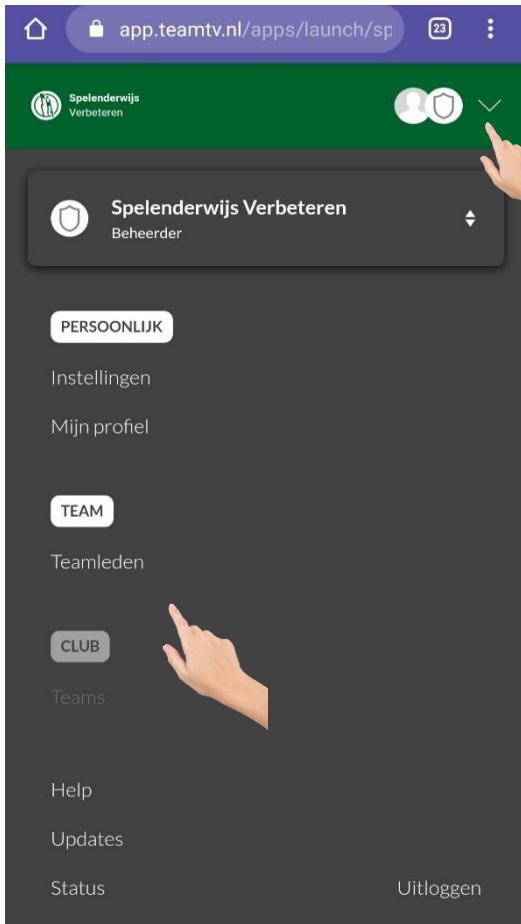 app.teamtv.nl/apps/launch/sp
23
Spelenderwijs
Verbeteren
Spelenderwijs Verbeteren
Beheerder
PERSOONLIJK
Instellingen
Mijn profiel
TEAM
Teamleden
CLUB
Teams
Help
Updates
Status Uitloggen